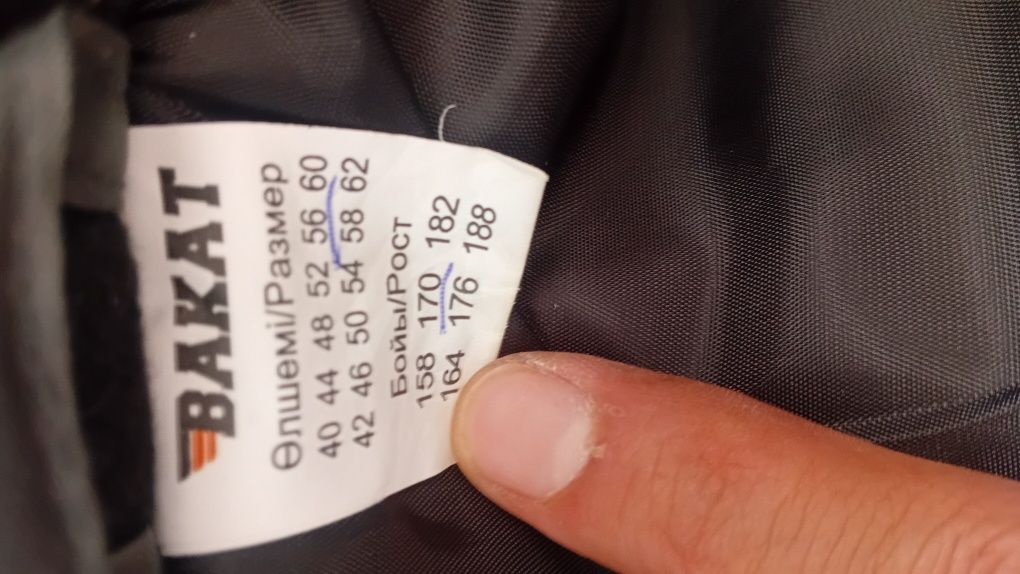 BAKAT
Өлшемі/Размер
40 44 48 52 56 60
42 46 50 54 58 62
Бойы/Рост
158 170 182
164 176 188